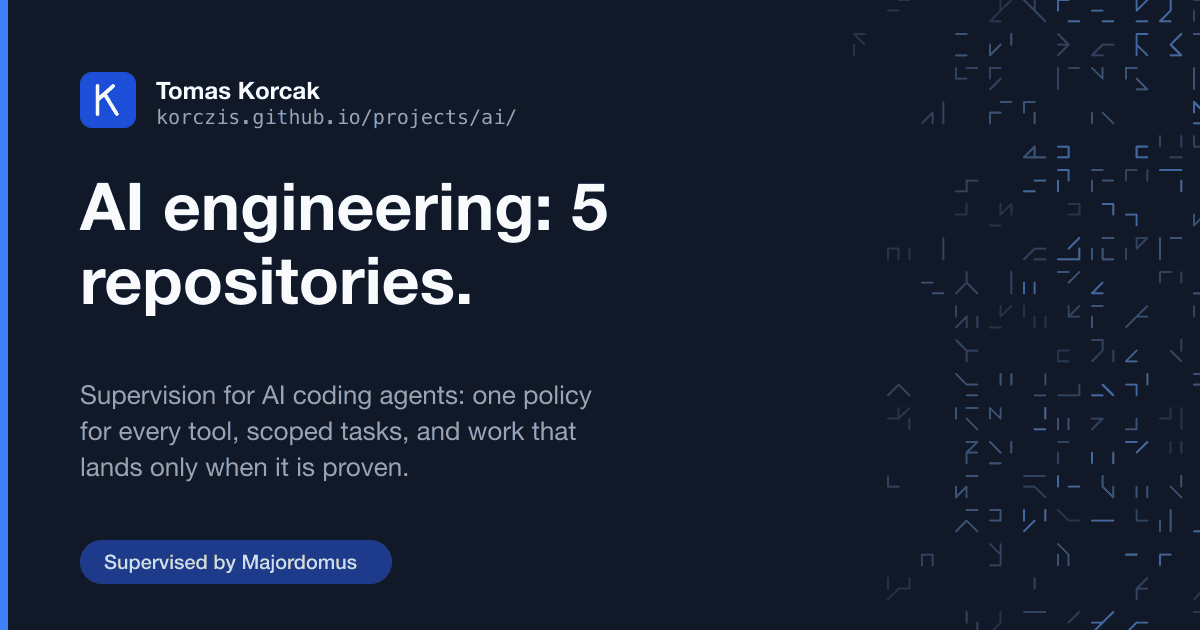 Tomas Korcak
korczis.github.io/projects/ai/
AI engineering: 5
repositories.
Supervision for AI coding agents: one policy
for every tool, scoped tasks, and work that
lands only when it is proven.
Supervised by Majordomus